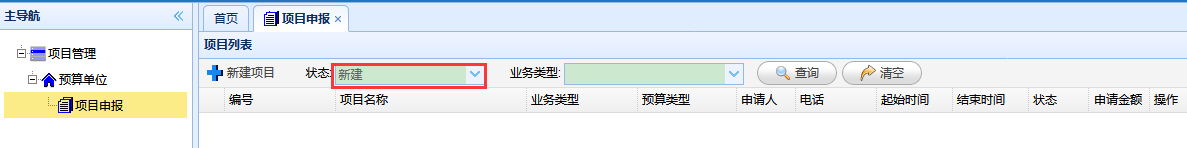 主导航
首页
项目申报
项目管理
预算单位
项目申报
项目列表
新建项目 状态: 新建 业务类型: 查询 清空
编号 项目名称 业务类型 预算类型 申请人 电话 起始时间 结束时间 状态 申请金额 操作